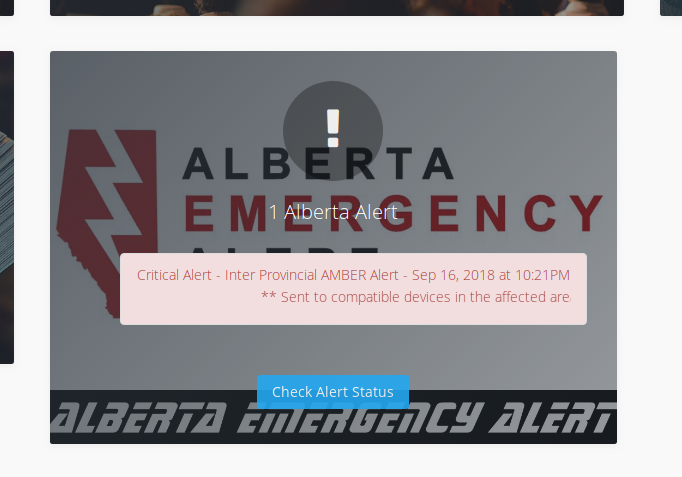 !
ALBERTA
1 Alberta Alert
EMERGENCY
ALERT
Critical Alert - Inter Provincial AMBER Alert - Sep 16, 2018 at 10:21PM
** Sent to compatible devices in the affected are
Check Alert Status
ALBERTA EMERGENCY ALERT